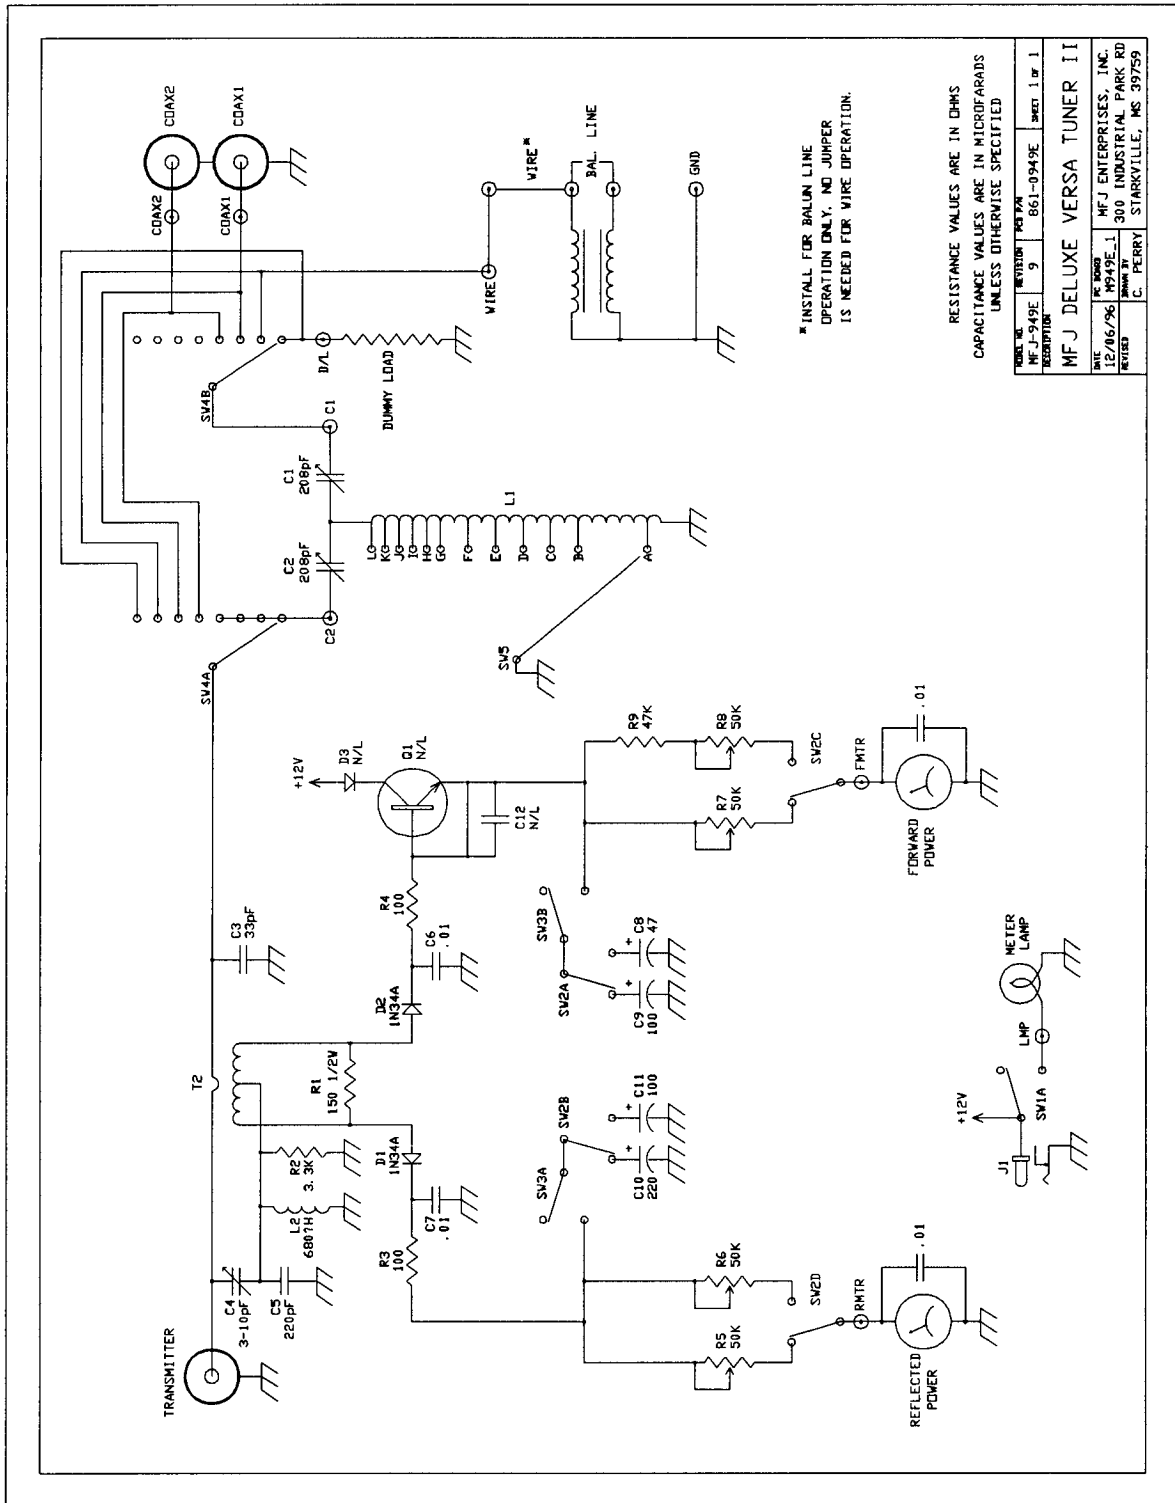 TRANSMITTER
C4
3-10pF
C5
220pF
L2
680?H
R2
3.3K
T2
R1
150 1/2W
D1
1N34A
C7
.01
R3
100
D2
1N34A
C6
.01
R4
100
C3
33pF
+12V
D3
N/L
Q1
N/L
C12
N/L
SW4A
C2
C2
208pF
C1
208pF
C1
SW4B
L
K
J
I
H
G
F
E
D
C
B
A
L1
SW5
COAX2
COAX1
COAX2
COAX1
D/L
DUMMY LOAD
WIRE
WIRE*
BAL. LINE
GND
*INSTALL FOR BALUN LINE
OPERATION ONLY. NO JUMPER
IS NEEDED FOR WIRE OPERATION.
SW3A
SW2B
C10
220
+
C11
100
+
SW2A
SW3B
C9
100
+
C8
47
+
R5
50K
R6
50K
SW2D
RMTR
REFLECTED
POWER
.01
R7
50K
R9
47K
R8
50K
SW2C
FMTR
FORWARD
POWER
.01
J1
+12V
SW1A
LMP
METER
LAMP
RESISTANCE VALUES ARE IN OHMS
CAPACITANCE VALUES ARE IN MICROFARADS
UNLESS OTHERWISE SPECIFIED
MODEL NO.
MFJ-949E
REVISION
9
PCB P/N
861-0949E
SHEET 1 OF 1
DESCRIPTION
MFJ DELUXE VERSA TUNER II
DATE
12/06/96
PC BOARD
M949E_1
MFJ ENTERPRISES, INC.
300 INDUSTRIAL PARK RD
STARKVILLE, MS 39759
REVISED
DRAWN BY
C. PERRY